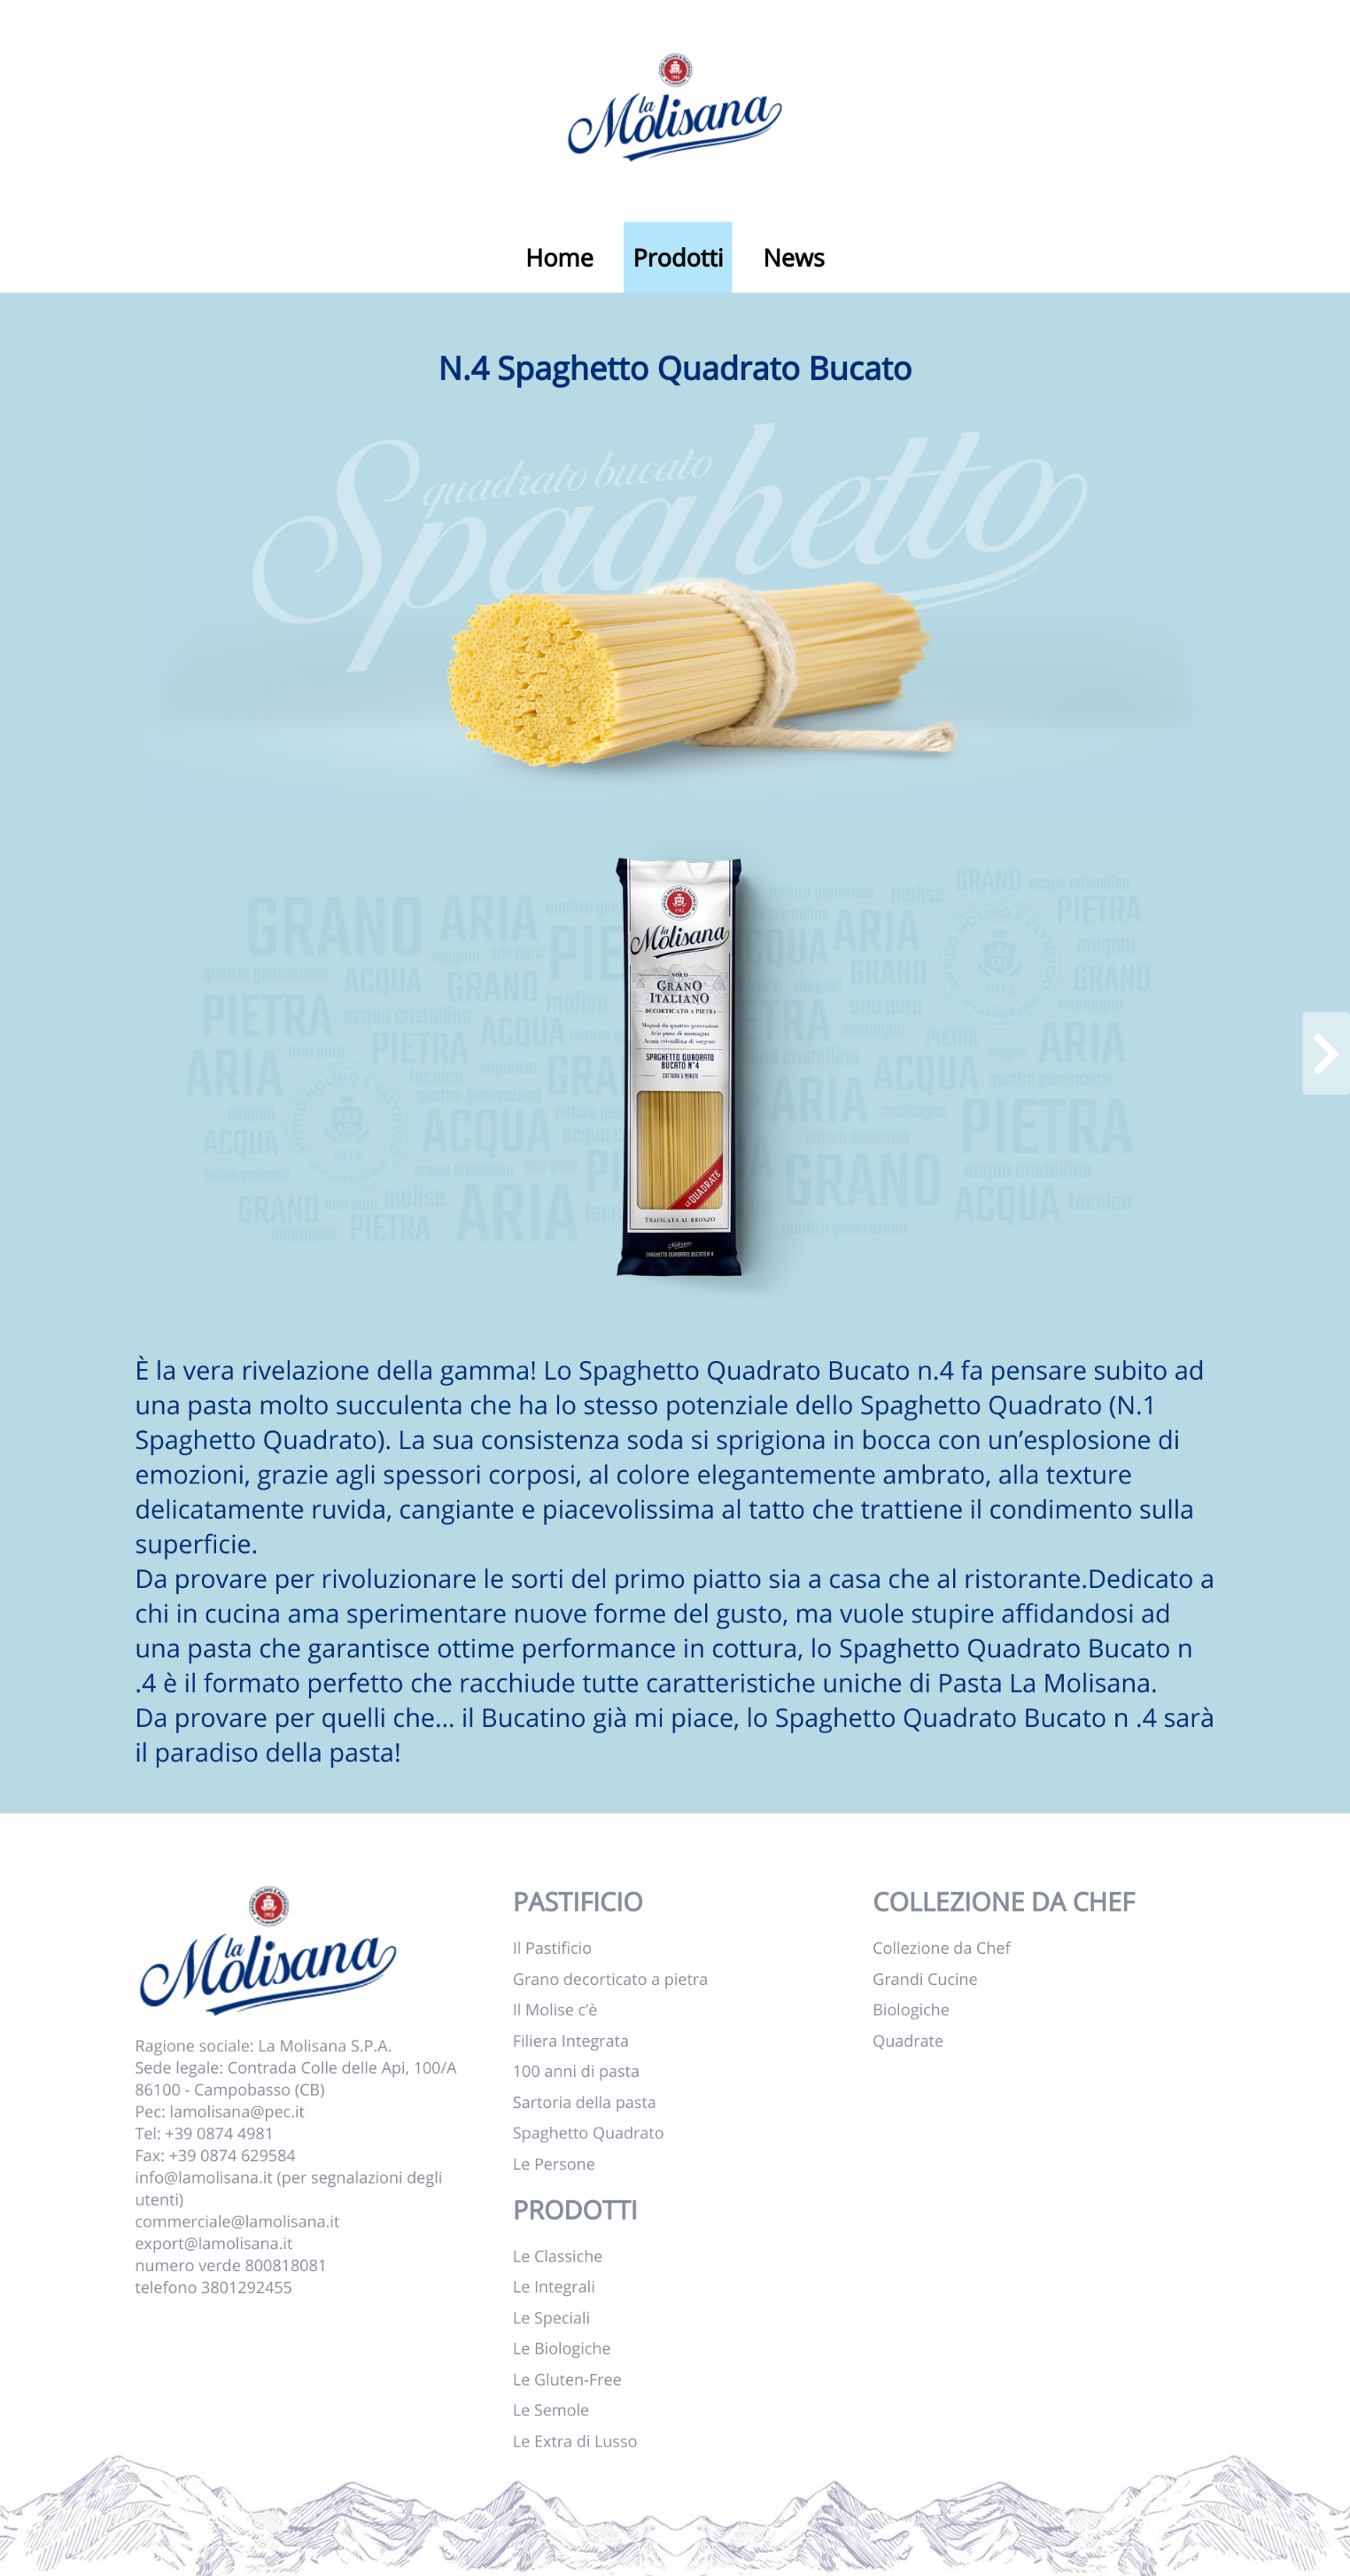 la
Molisana
Home Prodotti News
N.4 Spaghetto Quadrato Bucato
quadrato bucato
Spaghetto
GRANO ARIA
ACQUA GRANO
PIETRA
ARIA
la
Molisana
SOLO
GRANO
ITALIANO
DECORTICATO A PIETRA
Mugnai da quattro generazioni
Aria pura di montagna
Acqua cristallina di sorgente
SPAGHETTO QUADRATO
BUCATO N°4
COTTURA 6 MINUTI
LE QUADRATE
TRAFILATA AL BRONZO
SPAGHETTO QUADRATO BUCATO N°4
È la vera rivelazione della gamma! Lo Spaghetto Quadrato Bucato n.4 fa pensare subito ad
una pasta molto succulenta che ha lo stesso potenziale dello Spaghetto Quadrato (N.1
Spaghetto Quadrato). La sua consistenza soda si sprigiona in bocca con un’esplosione di
emozioni, grazie agli spessori corposi, al colore elegantemente ambrato, alla texture
delicatamente ruvida, cangiante e piacevolissima al tatto che trattiene il condimento sulla
superficie.
Da provare per rivoluzionare le sorti del primo piatto sia a casa che al ristorante.Dedicato a
chi in cucina ama sperimentare nuove forme del gusto, ma vuole stupire affidandosi ad
una pasta che garantisce ottime performance in cottura, lo Spaghetto Quadrato Bucato n
.4 è il formato perfetto che racchiude tutte caratteristiche uniche di Pasta La Molisana.
Da provare per quelli che… il Bucatino già mi piace, lo Spaghetto Quadrato Bucato n .4 sarà
il paradiso della pasta!
la
Molisana
Ragione sociale: La Molisana S.P.A.
Sede legale: Contrada Colle delle Api, 100/A
86100 - Campobasso (CB)
Pec: lamolisana@pec.it
Tel: +39 0874 4981
Fax: +39 0874 629584
info@lamolisana.it (per segnalazioni degli
utenti)
commerciale@lamolisana.it
export@lamolisana.it
numero verde 800818081
telefono 3801292455
PASTIFICIO
Il Pastificio
Grano decorticato a pietra
Il Molise c’è
Filiera Integrata
100 anni di pasta
Sartoria della pasta
Spaghetto Quadrato
Le Persone
PRODOTTI
Le Classiche
Le Integrali
Le Speciali
Le Biologiche
Le Gluten-Free
Le Semole
Le Extra di Lusso
COLLEZIONE DA CHEF
Collezione da Chef
Grandi Cucine
Biologiche
Quadrate